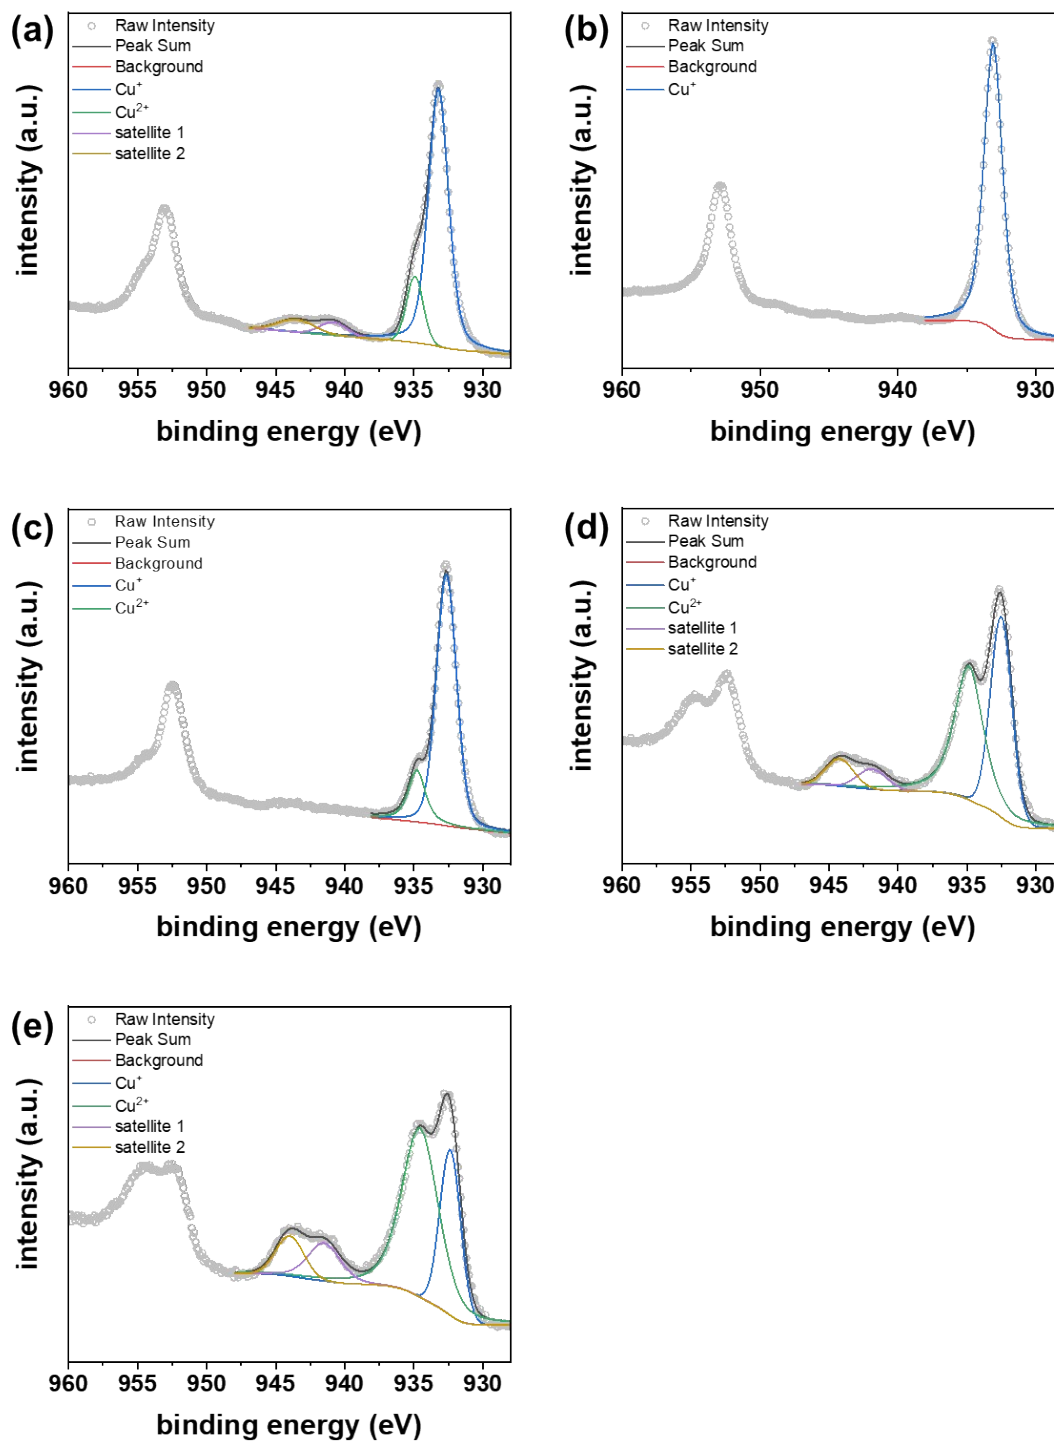 (a)
Raw Intensity
Peak Sum
Background
Cu⁺
Cu²⁺
satellite 1
satellite 2
intensity (a.u.)
960 955 950 945 940 935 930
binding energy (eV)
(b)
Raw Intensity
Peak Sum
Background
Cu⁺
intensity (a.u.)
960 950 940 930
binding energy (eV)
(c)
Raw Intensity
Peak Sum
Background
Cu⁺
Cu²⁺
intensity (a.u.)
960 955 950 945 940 935 930
binding energy (eV)
(d)
Raw Intensity
Peak Sum
Background
Cu⁺
Cu²⁺
satellite 1
satellite 2
intensity (a.u.)
960 955 950 945 940 935 930
binding energy (eV)
(e)
Raw Intensity
Peak Sum
Background
Cu⁺
Cu²⁺
satellite 1
satellite 2
intensity (a.u.)
960 955 950 945 940 935 930
binding energy (eV)